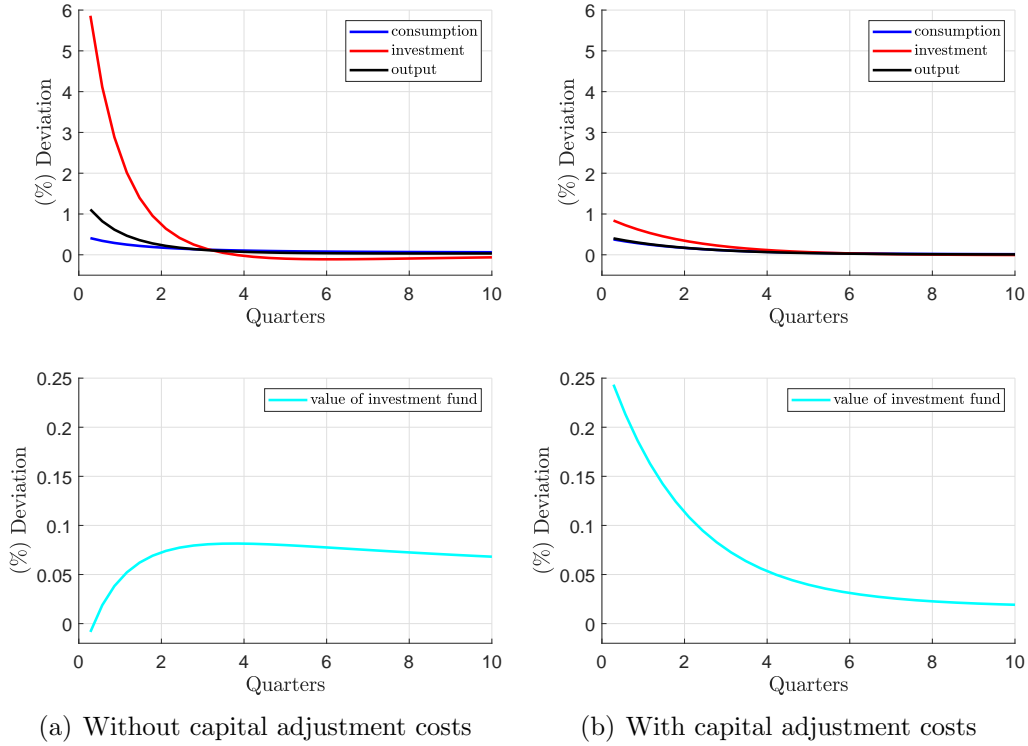 6
5
4
3
2
1
0
(%) Deviation
consumption
investment
output
0 2 4 6 8 10
Quarters
6
5
4
3
2
1
0
(%) Deviation
consumption
investment
output
0 2 4 6 8 10
Quarters
0.25
0.2
0.15
0.1
0.05
0
(%) Deviation
value of investment fund
0 2 4 6 8 10
Quarters
(a) Without capital adjustment costs
0.25
0.2
0.15
0.1
0.05
0
(%) Deviation
value of investment fund
0 2 4 6 8 10
Quarters
(b) With capital adjustment costs